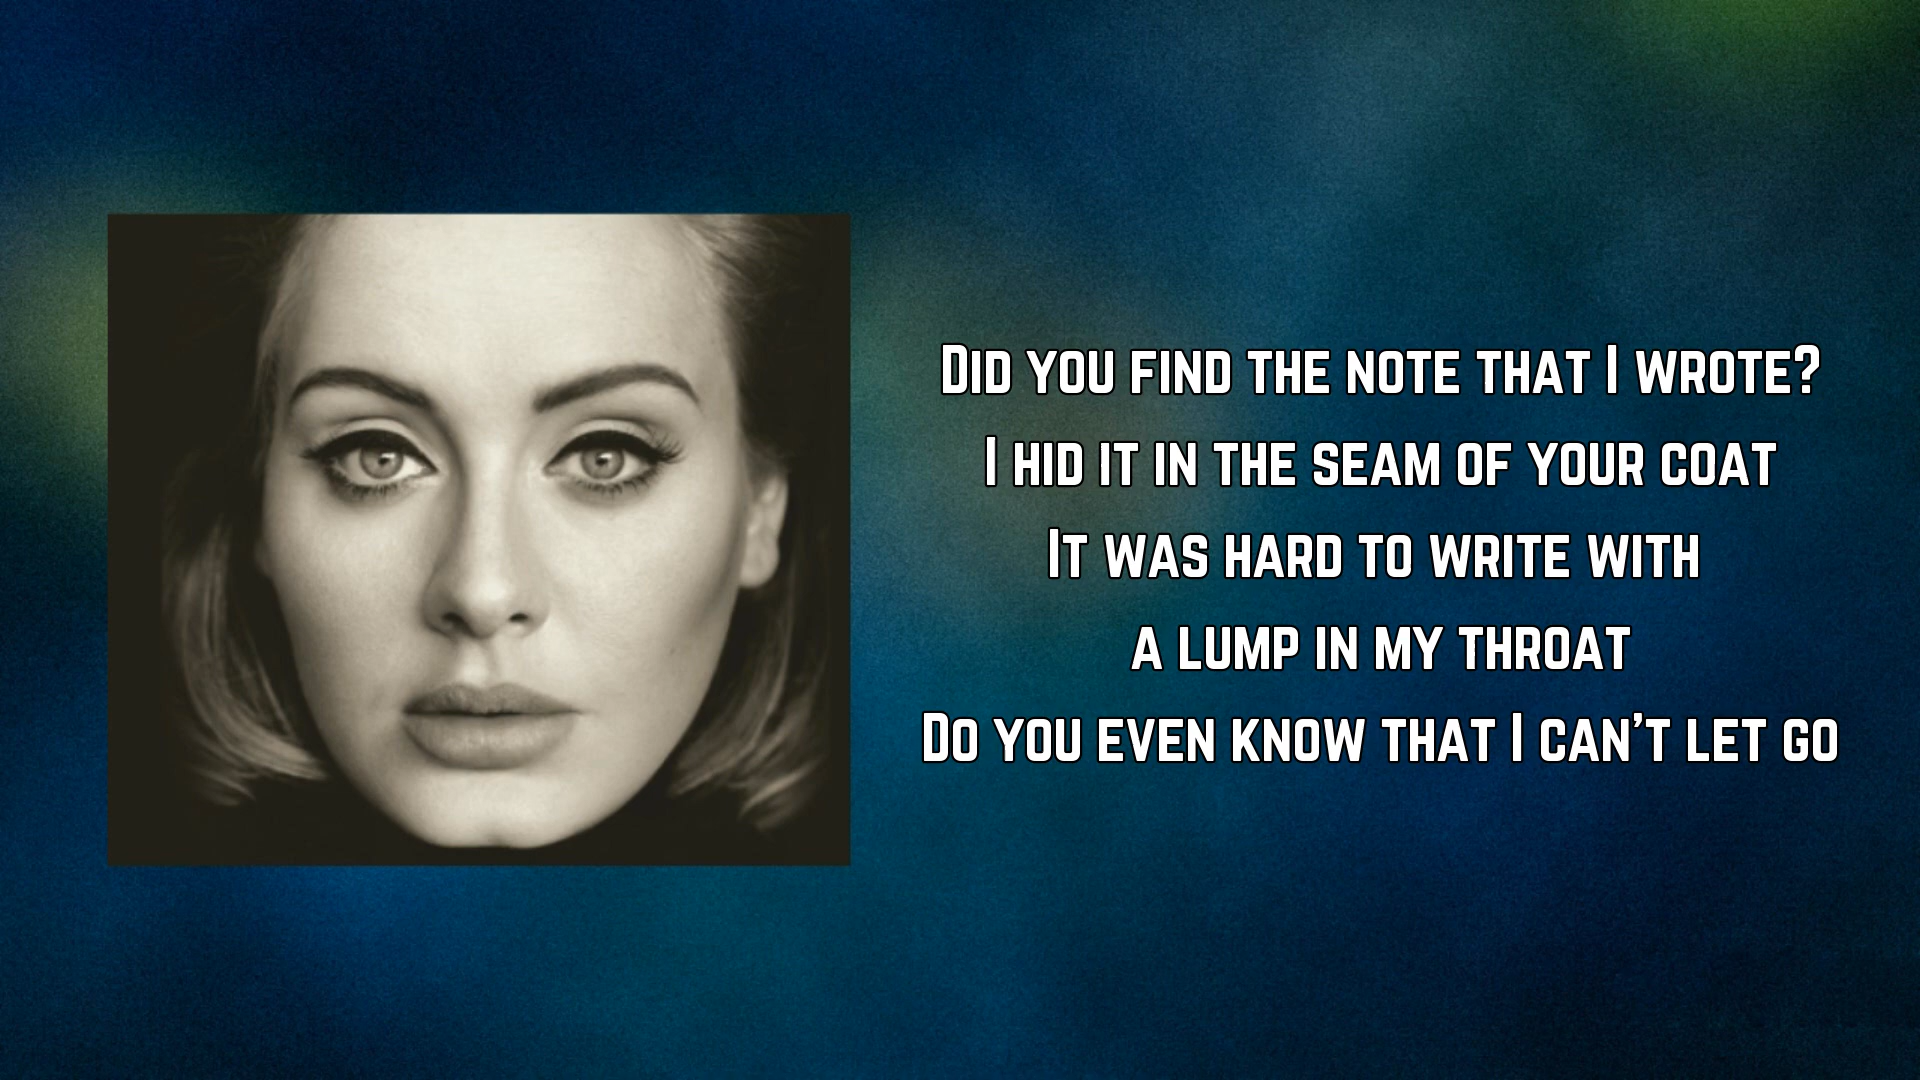 Did you find the note that I wrote?
I hid it in the seam of your coat
It was hard to write with
a lump in my throat
Do you even know that I can't let go